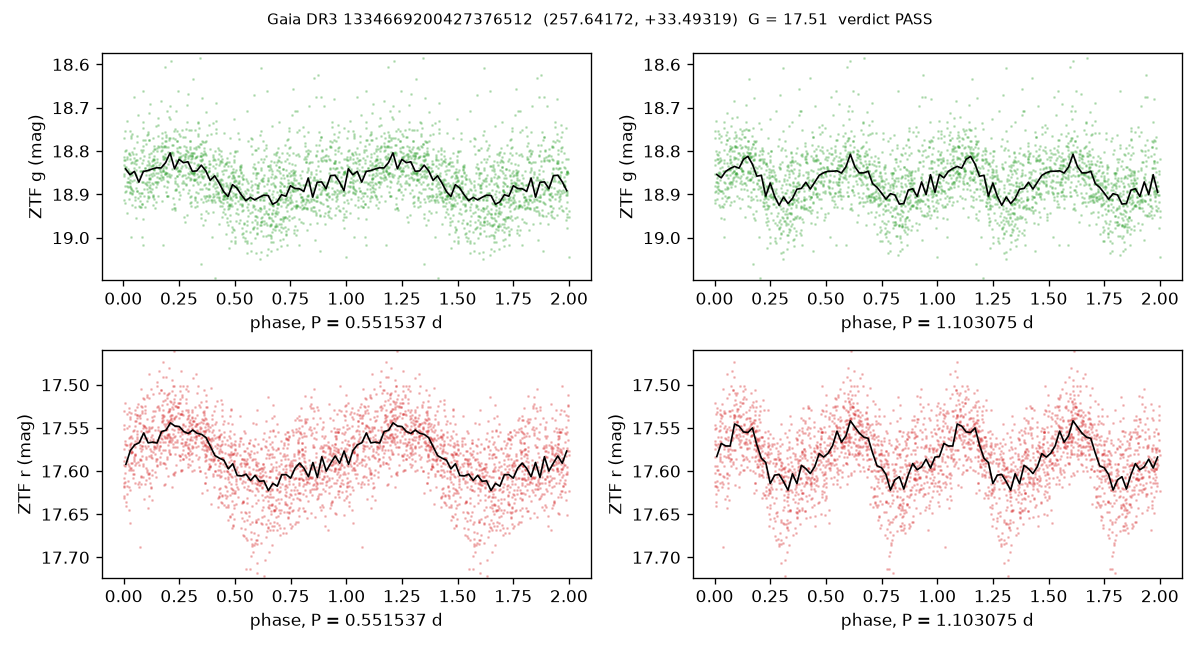 Gaia DR3 1334669200427376512 (257.64172, +33.49319) G = 17.51 verdict PASS
ZTF g (mag)
18.6
18.7
18.8
18.9
19.0
0.00 0.25 0.50 0.75 1.00 1.25 1.50 1.75 2.00
phase, P = 0.551537 d
ZTF g (mag)
18.6
18.7
18.8
18.9
19.0
0.00 0.25 0.50 0.75 1.00 1.25 1.50 1.75 2.00
phase, P = 1.103075 d
ZTF r (mag)
17.50
17.55
17.60
17.65
17.70
0.00 0.25 0.50 0.75 1.00 1.25 1.50 1.75 2.00
phase, P = 0.551537 d
ZTF r (mag)
17.50
17.55
17.60
17.65
17.70
0.00 0.25 0.50 0.75 1.00 1.25 1.50 1.75 2.00
phase, P = 1.103075 d